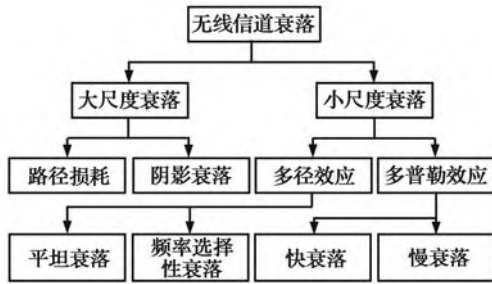 无线信道衰落
大尺度衰落
小尺度衰落
路径损耗
阴影衰落
多径效应
多普勒效应
平坦衰落
频率选择
性衰落
快衰落
慢衰落